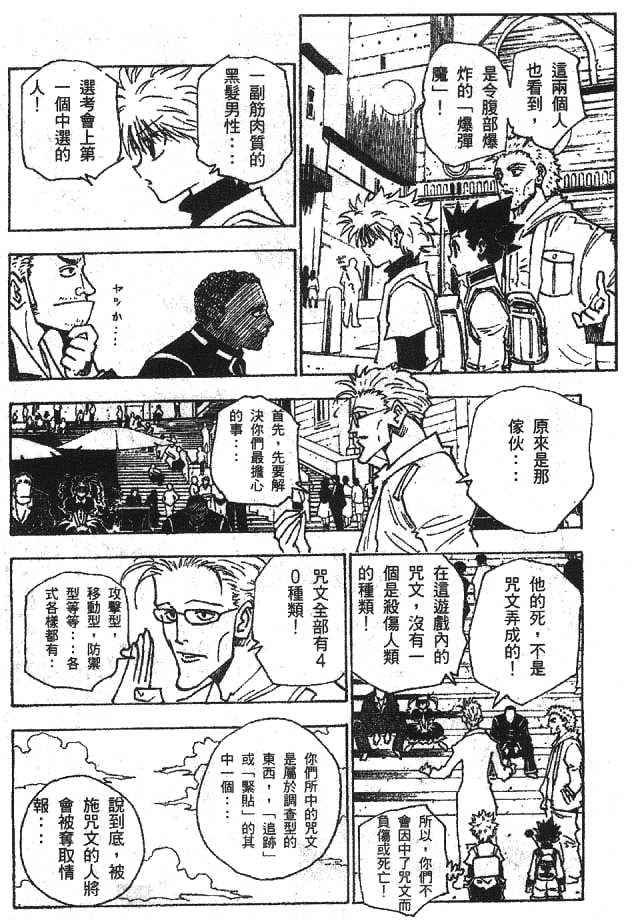 這兩個人
也看到，
是令腹部爆
炸的「爆彈
魔」！
一副筋肉質的
黑髮男性⋯
選考會上第
一個中選的
人！
ヤッカ⋯
原來是那
傢伙⋯
首先，先要解
決你們最擔心
的事⋯
他的死，不是
咒文弄成的！
在這遊戲內的
咒文，沒有一
個是殺傷人類
的種類！
所以，你們不
會因中了咒文而
負傷或死亡！
咒文全部有4
0種類！
攻擊型，
移動型，防禦
型等等⋯各
式各樣都有⋯
你們所中的咒文
是屬於調查型的
東西，，「追跡」
或「緊貼」的其
中一個⋯
說到底，被
施咒文的人將
會被奪取情
報⋯